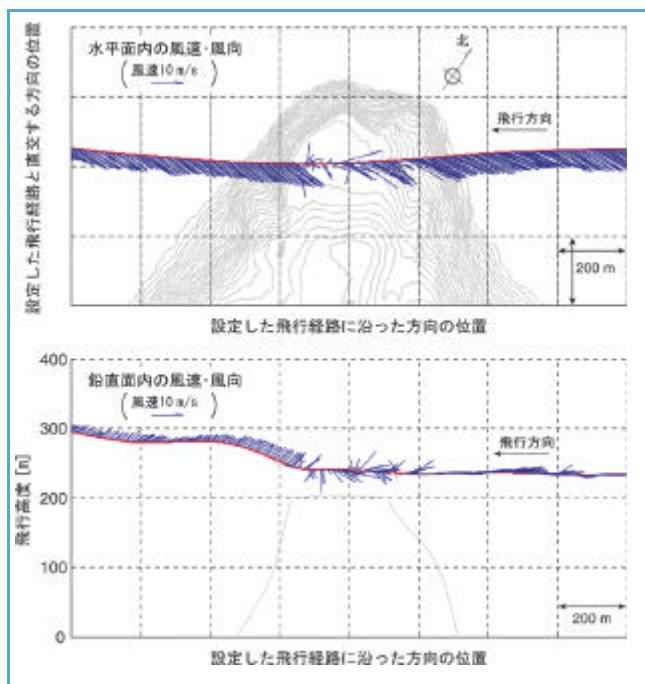 水平面内の風速・風向
(風速10m/s)
北
飛行方向
200 m
設定した飛行経路と直交する方向の位置
設定した飛行経路に沿った方向の位置
400
300
200
100
0
飛行高度 [m]
鉛直面内の風速・風向
(風速10m/s)
飛行方向
200 m
設定した飛行経路に沿った方向の位置